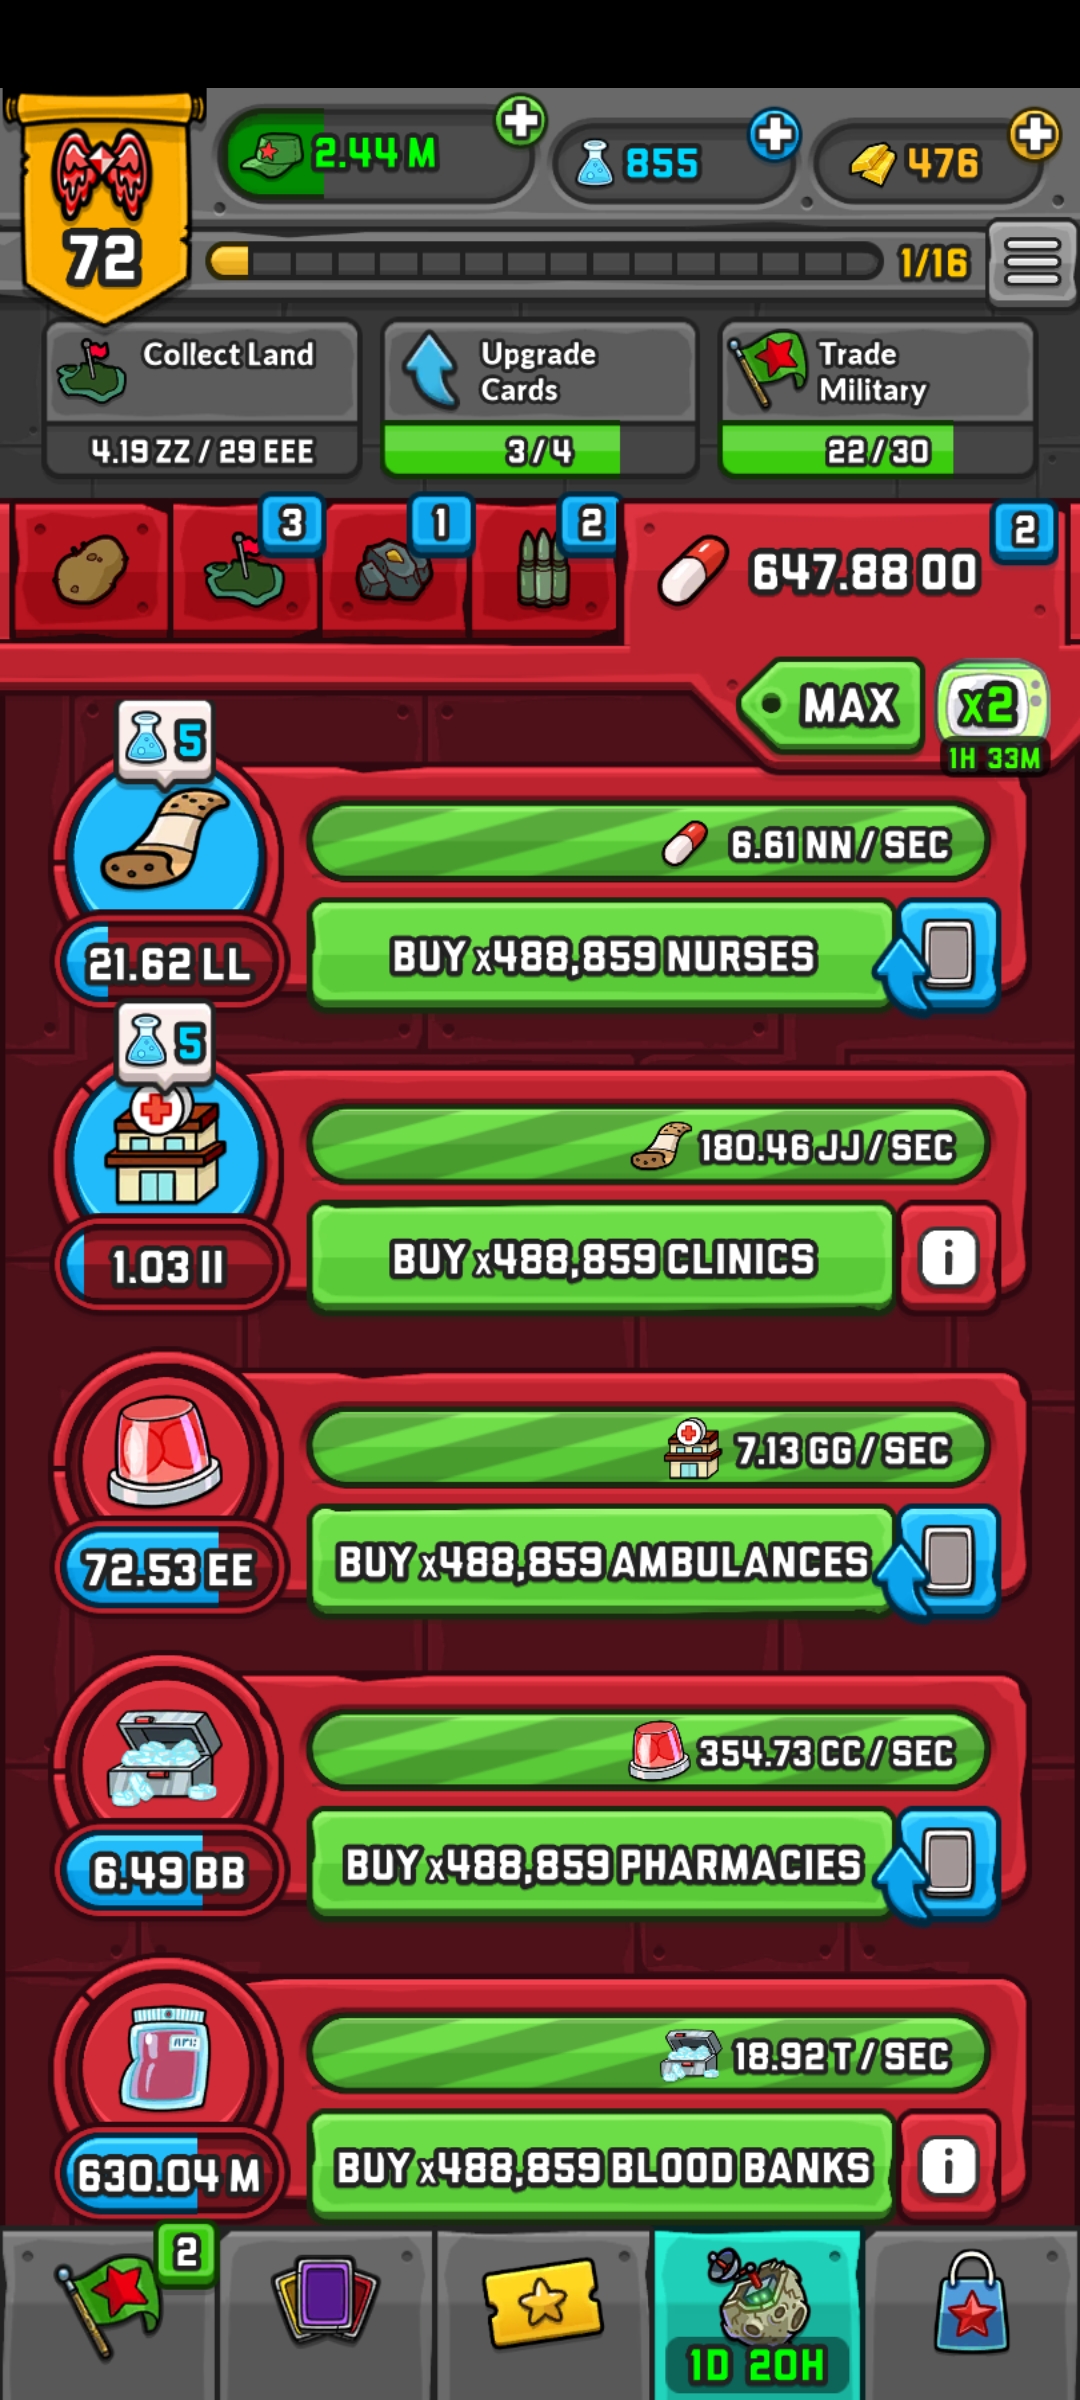 72
2.44 M
855
476
1/16
Collect Land
4.19 ZZ / 29 EEE
Upgrade
Cards
3/4
Trade
Military
22/30
3
1
2
647.88 OO
2
MAX
x2
1H 33M
5
6.61 NN / SEC
21.62 LL
BUY x488,859 NURSES
5
180.46 JJ / SEC
1.03 II
BUY x488,859 CLINICS
i
7.13 GG / SEC
72.53 EE
BUY x488,859 AMBULANCES
354.73 CC / SEC
6.49 BB
BUY x488,859 PHARMACIES
18.92 T / SEC
630.04 M
BUY x488,859 BLOOD BANKS
i
2
1D 20H